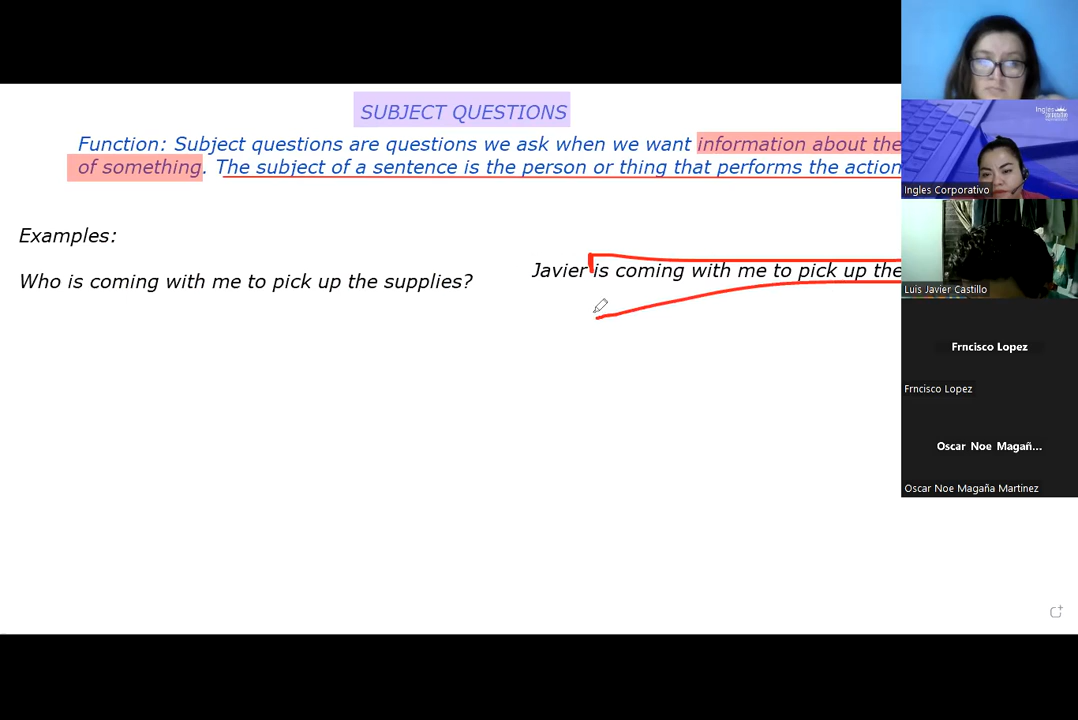 SUBJECT QUESTIONS
Function: Subject questions are questions we ask when we want information about the
of something. The subject of a sentence is the person or thing that performs the action
Examples:
Who is coming with me to pick up the supplies?
Javier is coming with me to pick up the
Ingles Corporativo
Luis Javier Castillo
Frncisco Lopez
Frncisco Lopez
Oscar Noe Magañ...
Oscar Noe Magaña Martinez